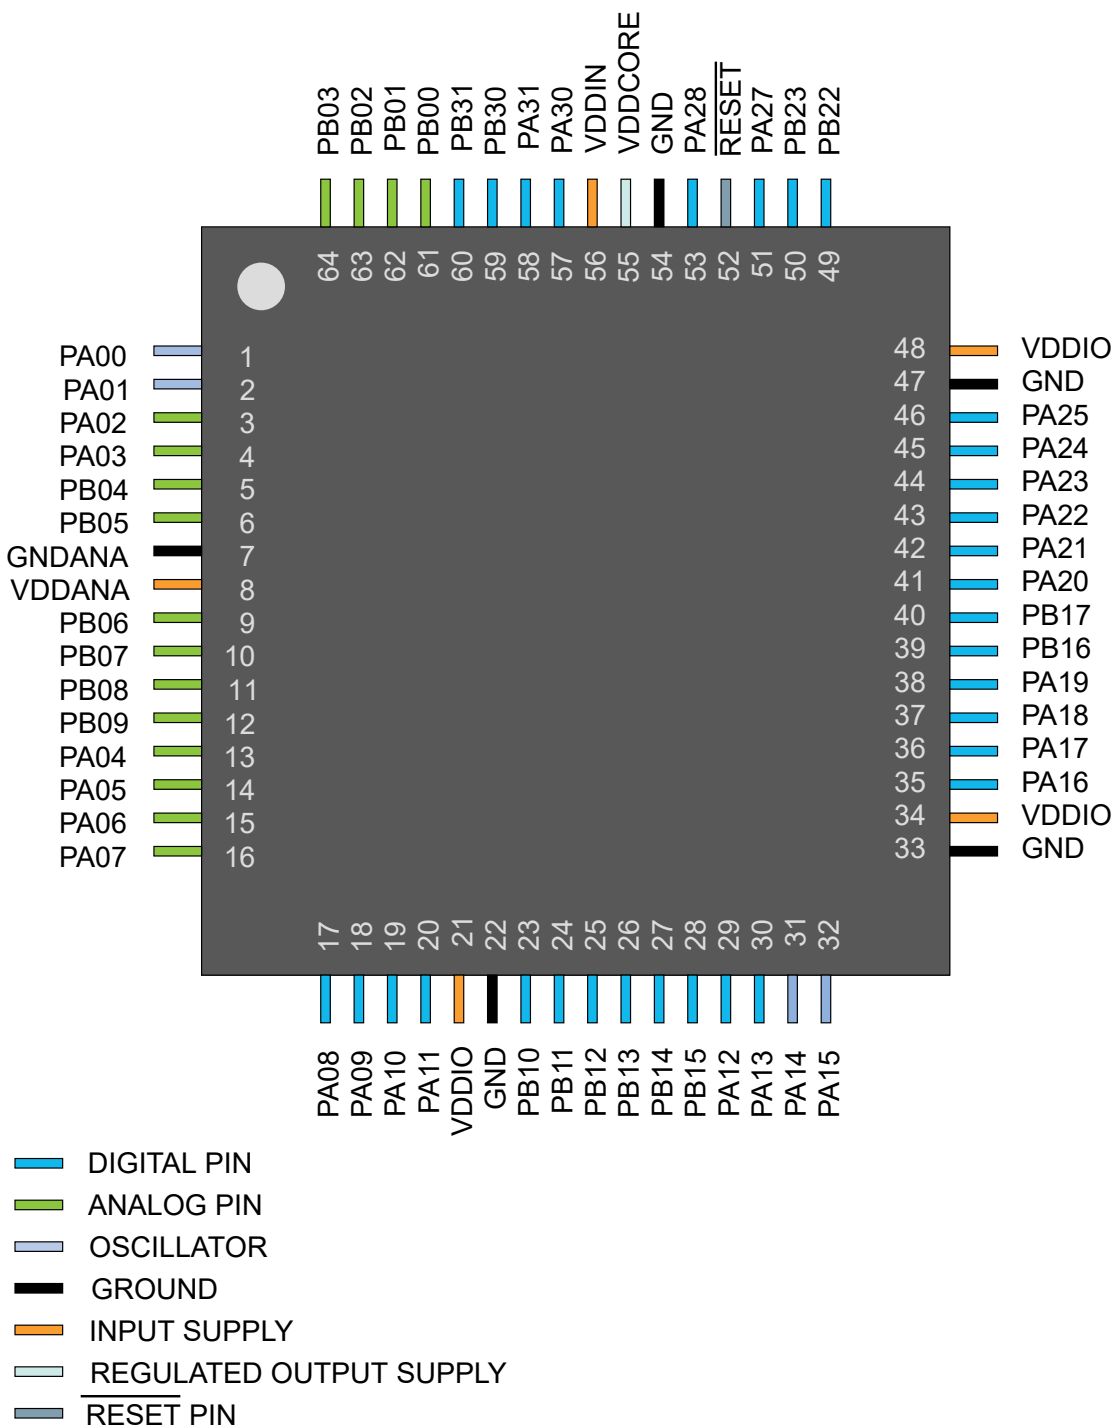 PB03
PB02
PB01
PB00
PB31
PB30
PA31
PA30
VDDIN
VDDCORE
GND
PA28
RESET
PA27
PB23
PB22
64
63
62
61
60
59
58
57
56
55
54
53
52
51
50
49
PA00 1
PA01 2
PA02 3
PA03 4
PB04 5
PB05 6
GNDANA 7
VDDANA 8
PB06 9
PB07 10
PB08 11
PB09 12
PA04 13
PA05 14
PA06 15
PA07 16
48 VDDIO
47 GND
46 PA25
45 PA24
44 PA23
43 PA22
42 PA21
41 PA20
40 PB17
39 PB16
38 PA19
37 PA18
36 PA17
35 PA16
34 VDDIO
33 GND
17
18
19
20
21
22
23
24
25
26
27
28
29
30
31
32
PA08
PA09
PA10
PA11
VDDIO
GND
PB10
PB11
PB12
PB13
PB14
PB15
PA12
PA13
PA14
PA15
DIGITAL PIN
ANALOG PIN
OSCILLATOR
GROUND
INPUT SUPPLY
REGULATED OUTPUT SUPPLY
RESET PIN